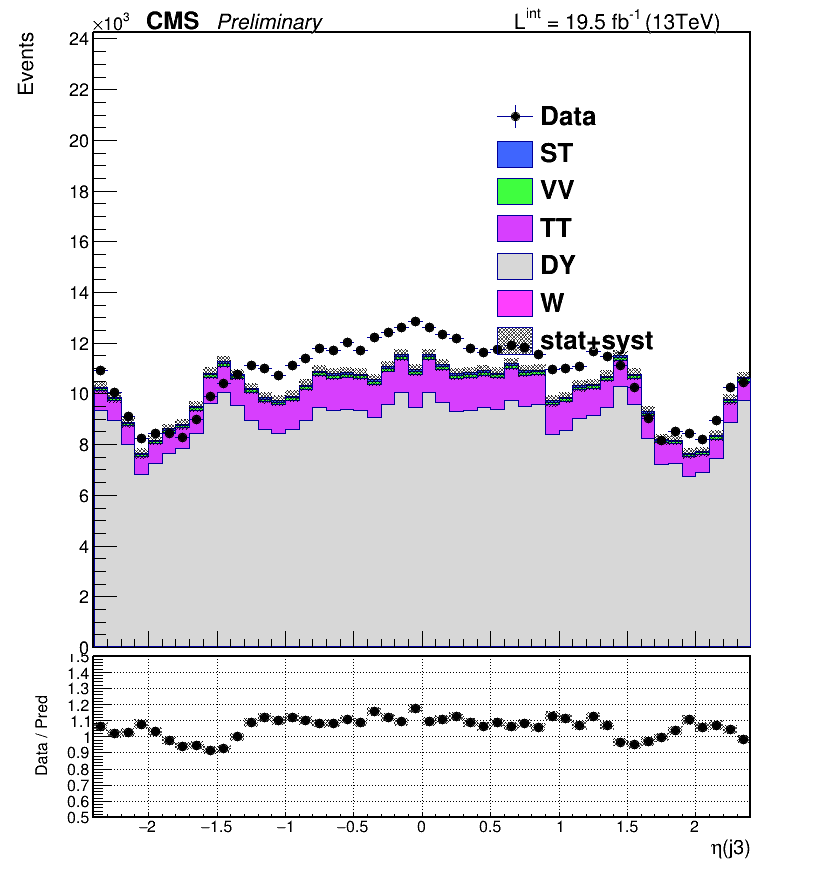 ×10³ CMS Preliminary L^int = 19.5 fb⁻¹ (13TeV)
Events
24
22
20
18
16
14
12
10
8
6
4
2
0
Data
ST
VV
TT
DY
W
stat+syst
Data / Pred
1.5
1.4
1.3
1.2
1.1
1
0.9
0.8
0.7
0.6
0.5
−2 −1.5 −1 −0.5 0 0.5 1 1.5 2
η(j3)